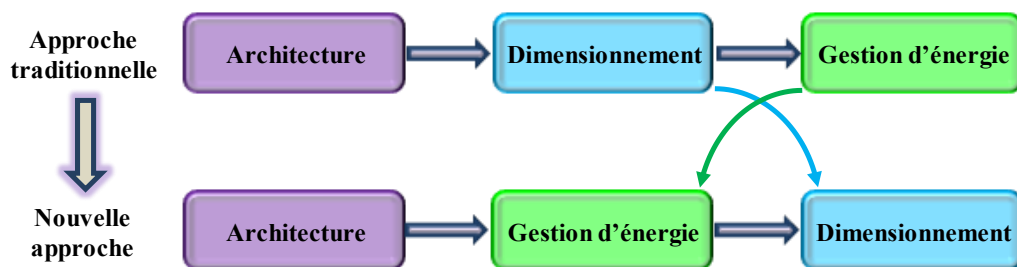 Approche
traditionnelle
Architecture
Dimensionnement
Gestion d'énergie
Nouvelle
approche
Architecture
Gestion d'énergie
Dimensionnement